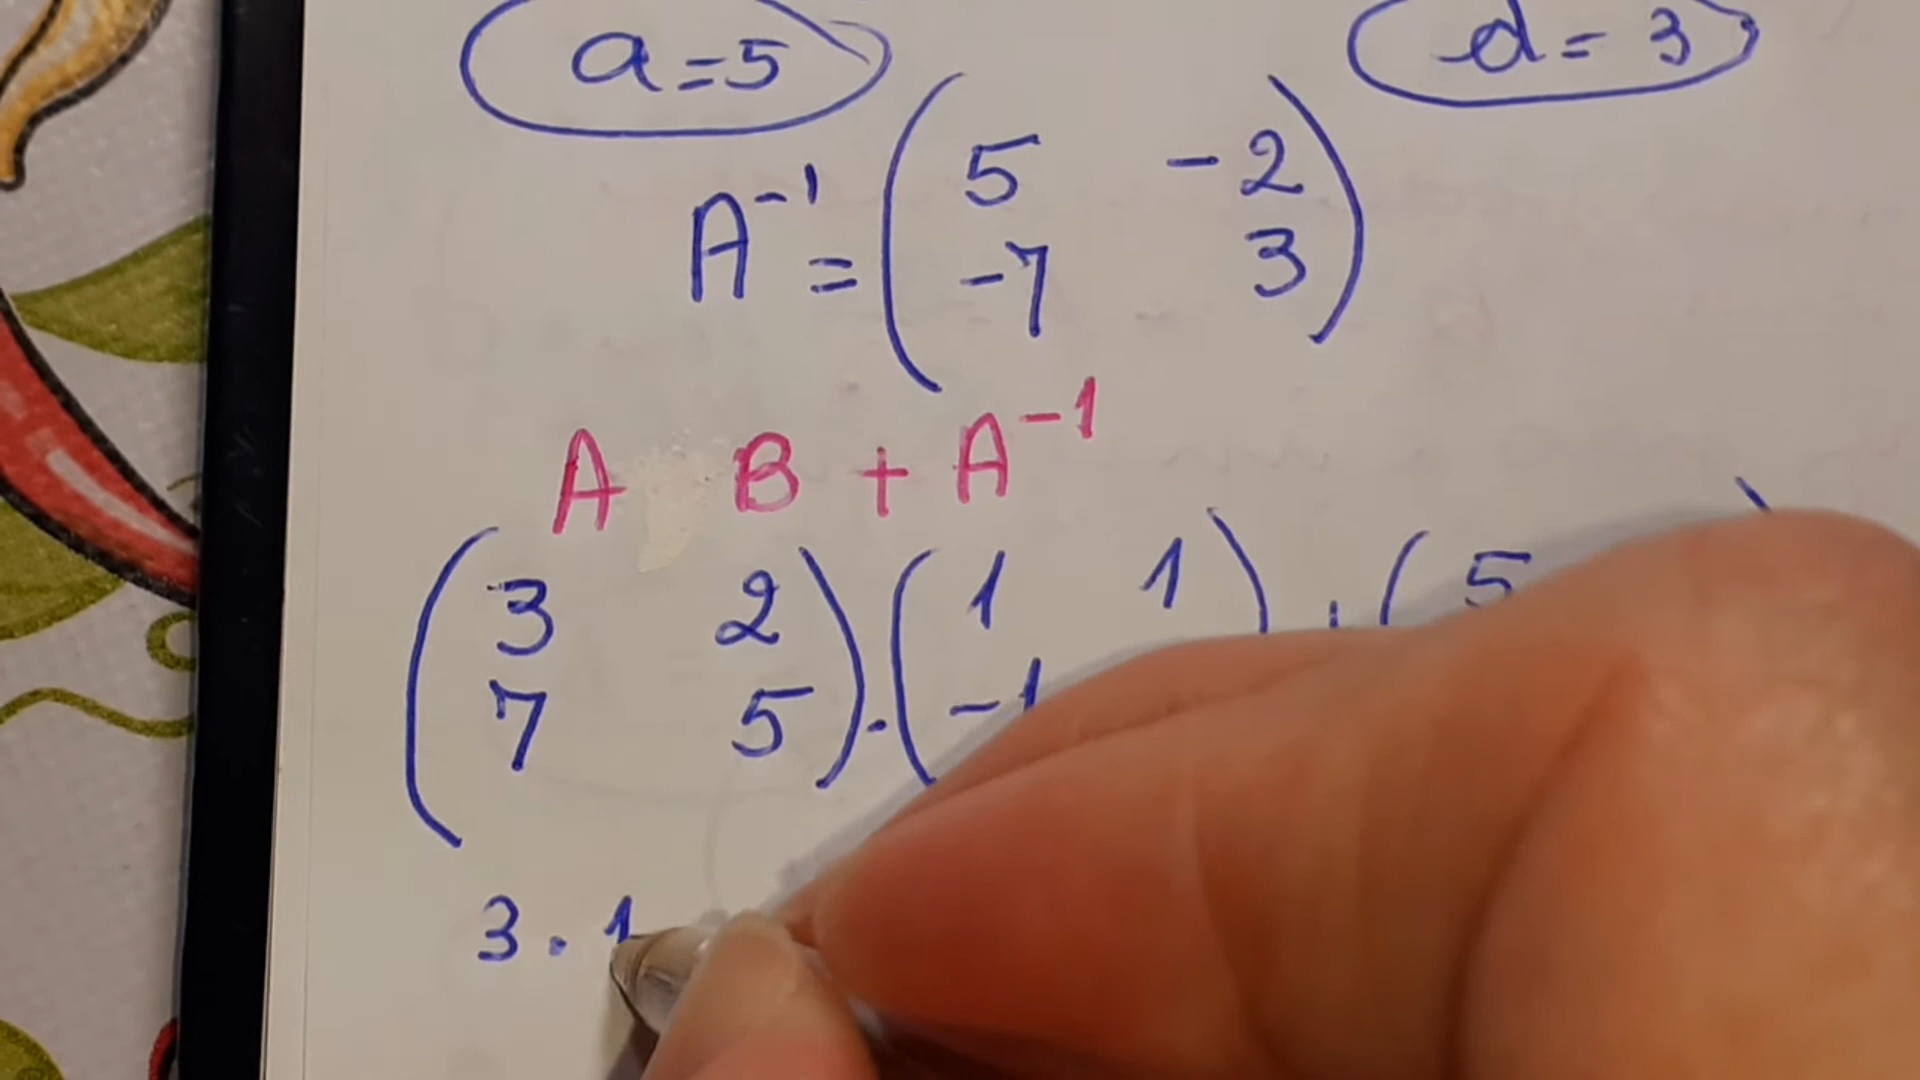 a=5 d=3
A⁻¹ = ( 5 -2
-7 3 )
A B + A⁻¹
( 3 2 ) . ( 1 1 ) + ( 5
7 5 -1
3 . 1